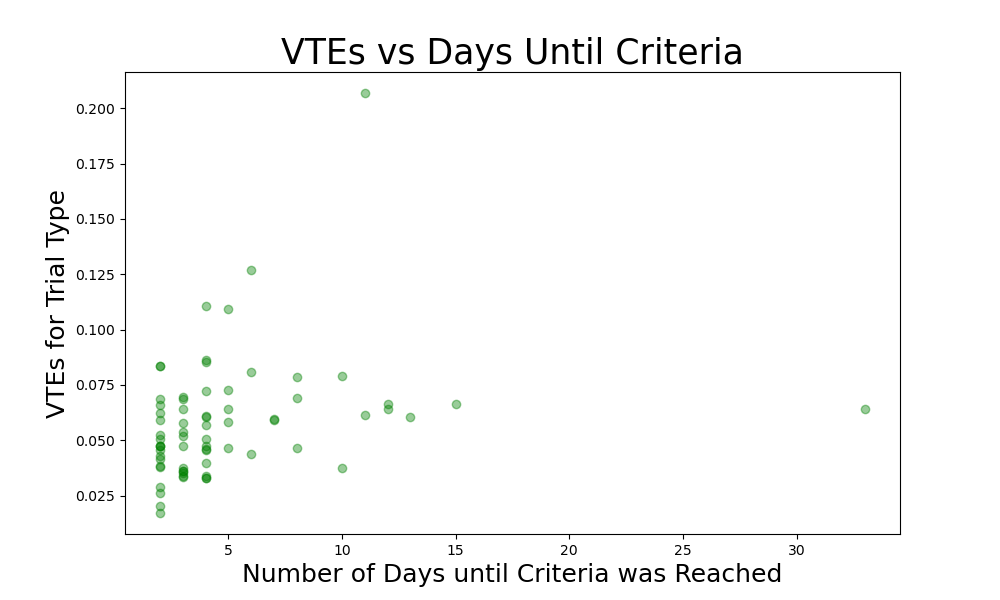 VTEs vs Days Until Criteria
VTEs for Trial Type
0.200
0.175
0.150
0.125
0.100
0.075
0.050
0.025
5 10 15 20 25 30
Number of Days until Criteria was Reached